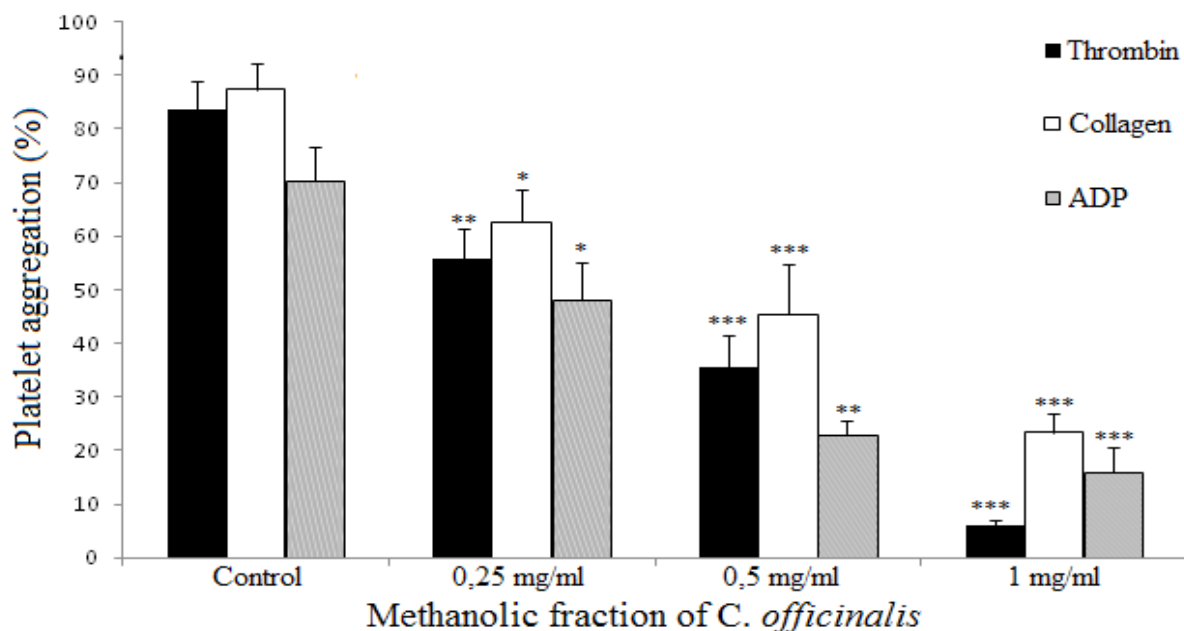 Platelet aggregation (%)
100
90
80
70
60
50
40
30
20
10
0
Thrombin
Collagen
ADP
**
*
*
***
***
**
***
***
***
Control
0,25 mg/ml
0,5 mg/ml
1 mg/ml
Methanolic fraction of C. officinalis